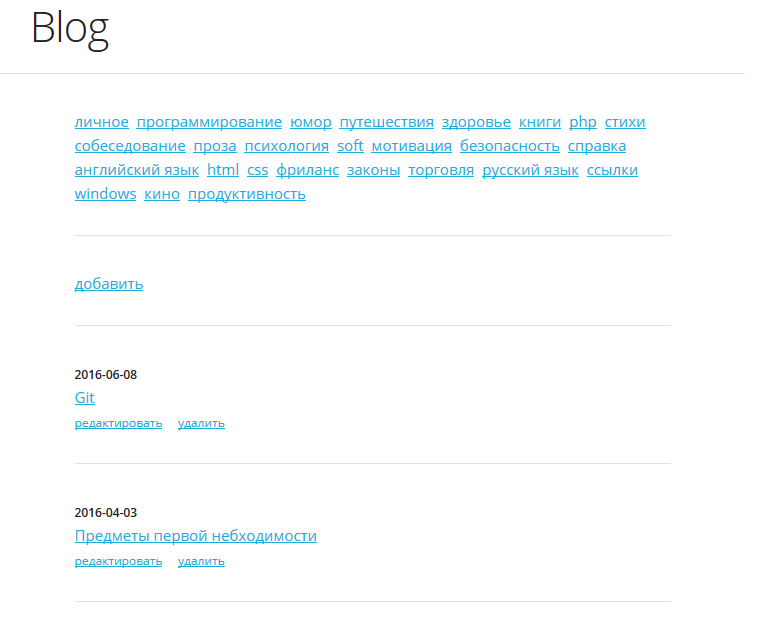 Blog
личное программирование юмор путешествия здоровье книги php стихи
собеседование проза психология soft мотивация безопасность справка
английский язык html css фриланс законы торговля русский язык ссылки
windows кино продуктивность
добавить
2016-06-08
Git
редактировать удалить
2016-04-03
Предметы первой небходимости
редактировать удалить